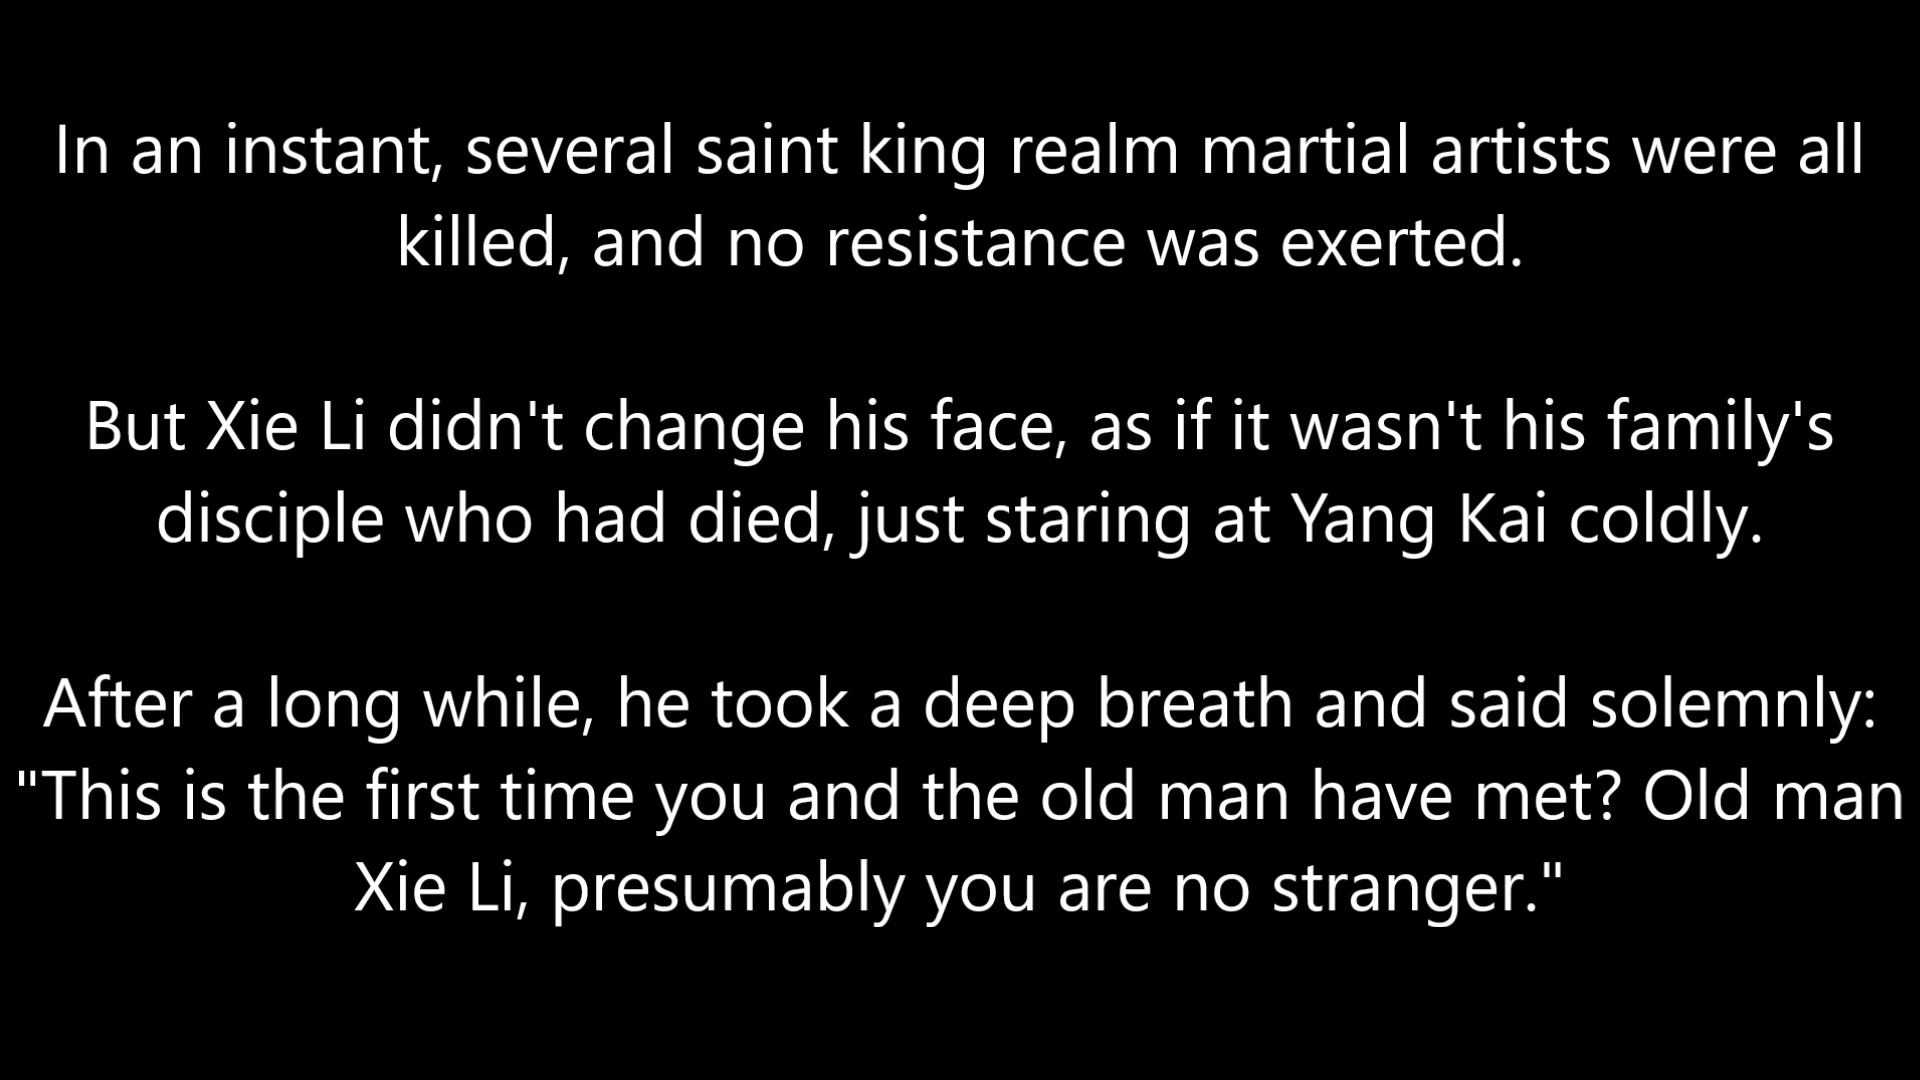 In an instant, several saint king realm martial artists were all
killed, and no resistance was exerted.
But Xie Li didn't change his face, as if it wasn't his family's
disciple who had died, just staring at Yang Kai coldly.
After a long while, he took a deep breath and said solemnly:
"This is the first time you and the old man have met? Old man
Xie Li, presumably you are no stranger."